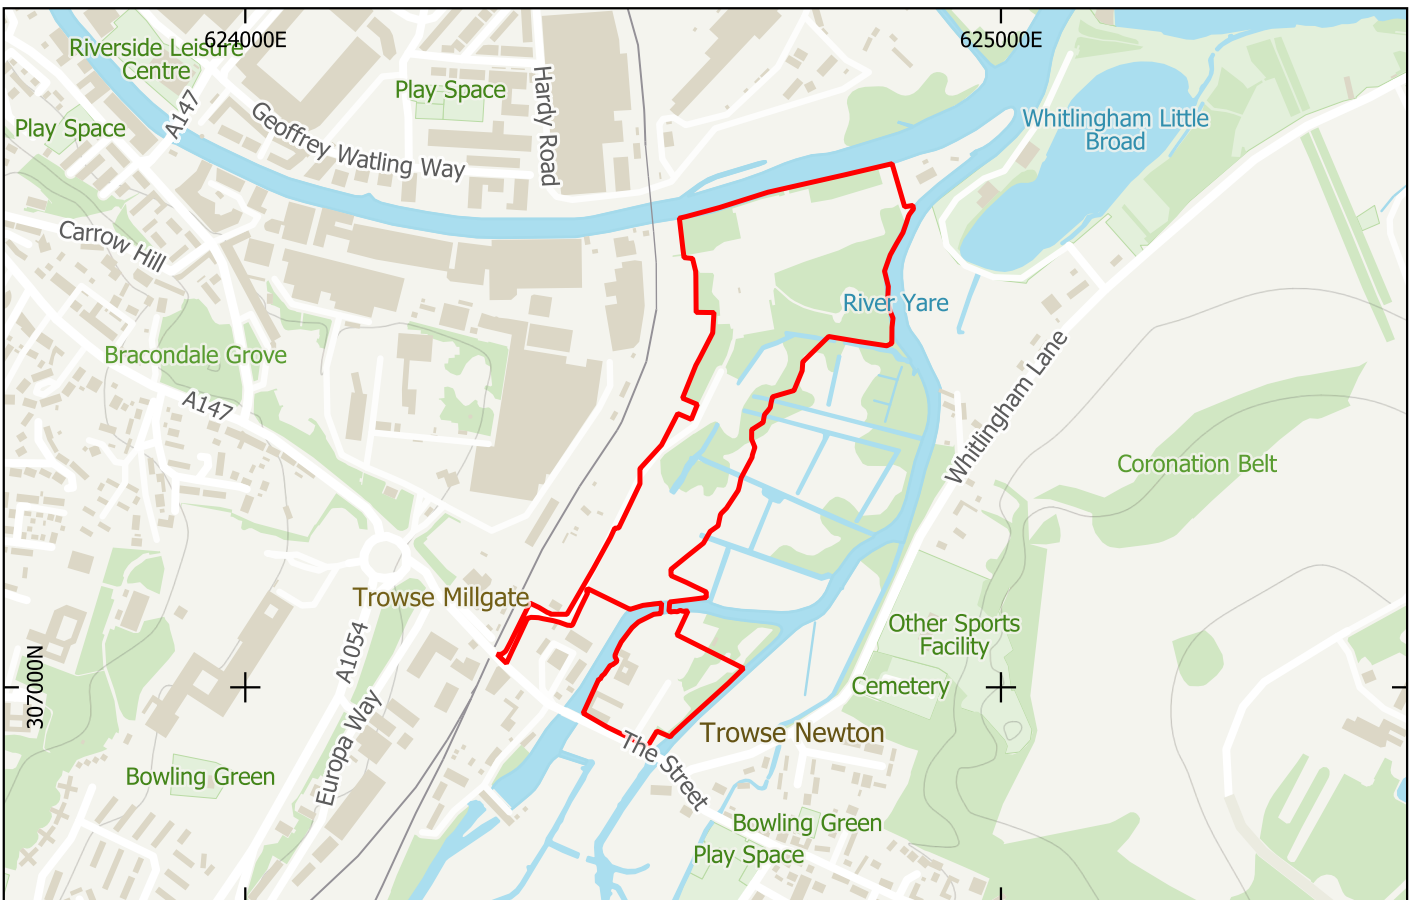 624000E
625000E
Riverside Leisure
Centre
Play Space
Hardy Road
A147
Geoffrey Watling Way
Play Space
Whitlingham Little
Broad
Carrow Hill
River Yare
Bracondale Grove
A147
Whitlingham Lane
Coronation Belt
Trowse Millgate
Other Sports
Facility
A1054
307000N
Cemetery
Europa Way
Trowse Newton
The Street
Bowling Green
Bowling Green
Play Space